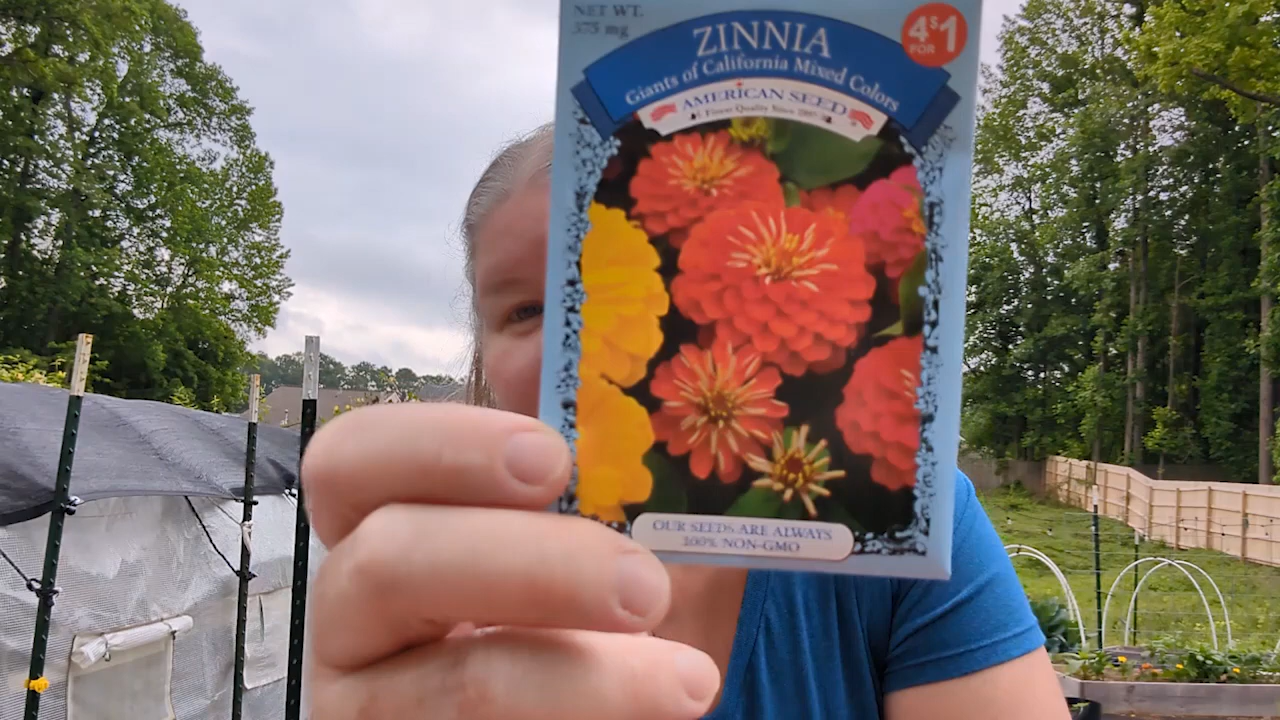 NET WT.
375 mg
4 FOR $1
ZINNIA
Giants of California Mixed Colors
AMERICAN SEED
Finest Quality Since
OUR SEEDS ARE ALWAYS
100% NON-GMO